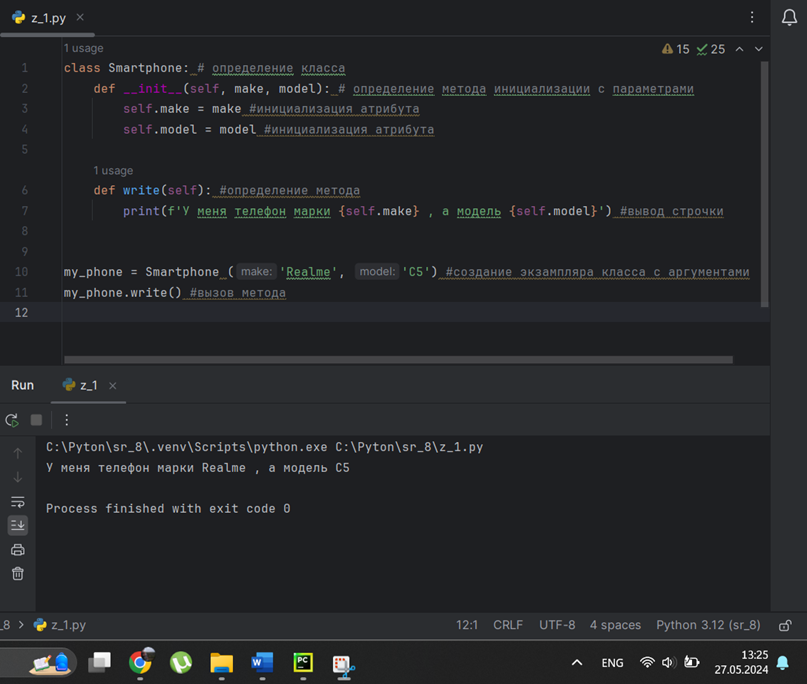 z_1.py
1 usage
15 25
1 class Smartphone: # определение класса
2 def __init__(self, make, model): # определение метода инициализации с параметрами
3 self.make = make #инициализация атрибута
4 self.model = model #инициализация атрибута
5
1 usage
6 def write(self): #определение метода
7 print(f'У меня телефон марки {self.make} , а модель {self.model}') #вывод строчки
8
9
10 my_phone = Smartphone (make: 'Realme', model: 'C5') #создание экзампляра класса с аргументами
11 my_phone.write() #вызов метода
12
Run z_1
C:\Pyton\sr_8\.venv\Scripts\python.exe C:\Pyton\sr_8\z_1.py
У меня телефон марки Realme , а модель C5
Process finished with exit code 0
_8 > z_1.py 12:1 CRLF UTF-8 4 spaces Python 3.12 (sr_8)
W PC ENG 13:25
27.05.2024